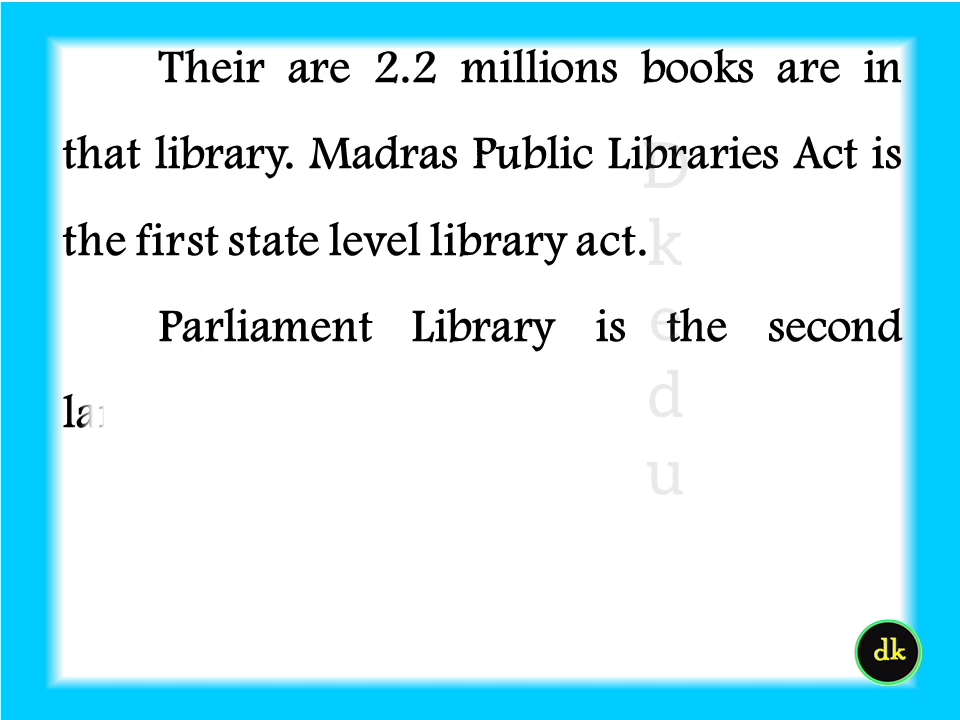 Their are 2.2 millions books are in
that library. Madras Public Libraries Act is
the first state level library act.
Parliament Library is the second
D
k
e
d
u
dk